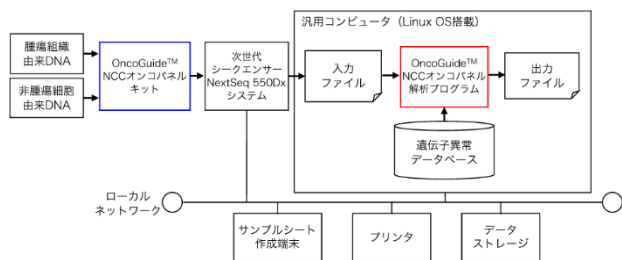 汎用コンピュータ（Linux OS搭載）
腫瘍組織
由来DNA
非腫瘍細胞
由来DNA
OncoGuide™
NCCオンコパネル
キット
次世代
シークエンサー
NextSeq 550Dx
システム
入力
ファイル
OncoGuide™
NCCオンコパネル
解析プログラム
出力
ファイル
遺伝子異常
データベース
ローカル
ネットワーク
サンプルシート
作成端末
プリンタ
データ
ストレージ